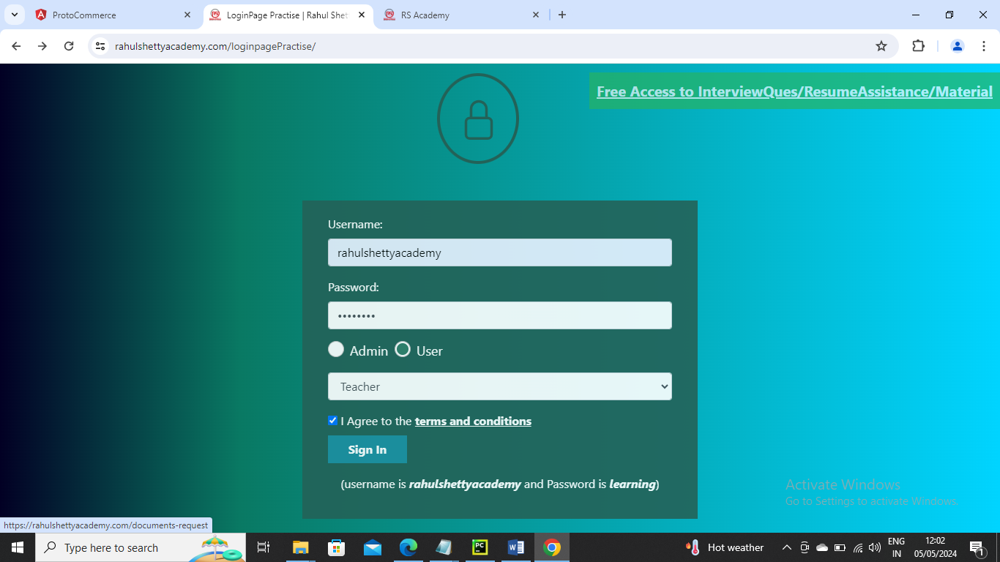 ProtoCommerce
LoginPage Practise | Rahul Shet
RS Academy
rahulshettyacademy.com/loginpagePractise/
Free Access to InterviewQues/ResumeAssistance/Material
Username:
rahulshettyacademy
Password:
••••••••
Admin User
Teacher
I Agree to the terms and conditions
Sign In
(username is rahulshettyacademy and Password is learning)
Activate Windows
Go to Settings to activate Windows.
https://rahulshettyacademy.com/documents-request
Type here to search
PC
W
Hot weather
ENG
IN
12:02
05/05/2024
1